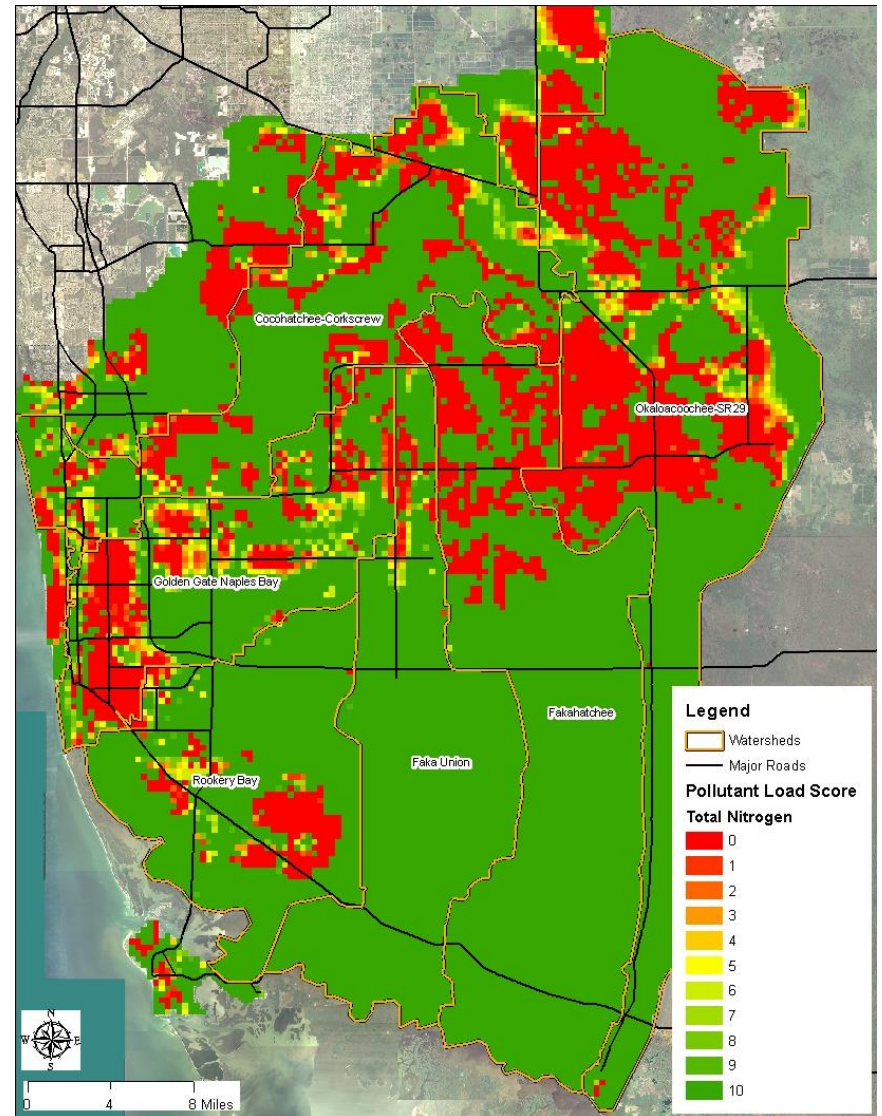 Cocohatchee-Corkscrew
Okaloacoochee-SR29
Golden Gate Naples Bay
Fakahatchee
Faka Union
Rookery Bay
Legend
Watersheds
Major Roads
Pollutant Load Score
Total Nitrogen
0
1
2
3
4
5
6
7
8
9
10
N
W E
S
0 4 8 Miles